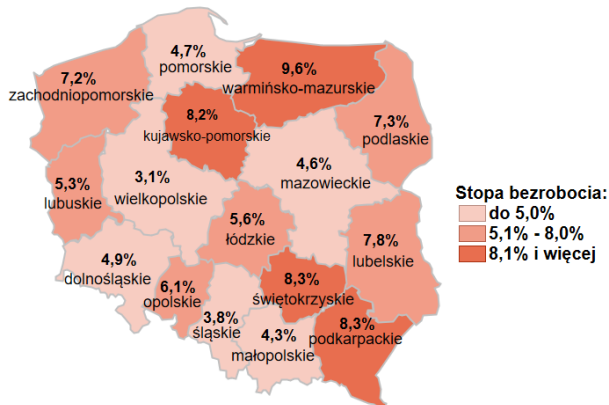 4,7%
pomorskie
9,6%
warmińsko-mazurskie
7,2%
zachodniopomorskie
8,2%
kujawsko-pomorskie
7,3%
podlaskie
5,3%
lubuskie
3,1%
wielkopolskie
4,6%
mazowieckie
5,6%
łódzkie
7,8%
lubelskie
4,9%
dolnośląskie
6,1%
opolskie
3,8%
śląskie
8,3%
świętokrzyskie
4,3%
małopolskie
8,3%
podkarpackie
Stopa bezrobocia:
do 5,0%
5,1% - 8,0%
8,1% i więcej